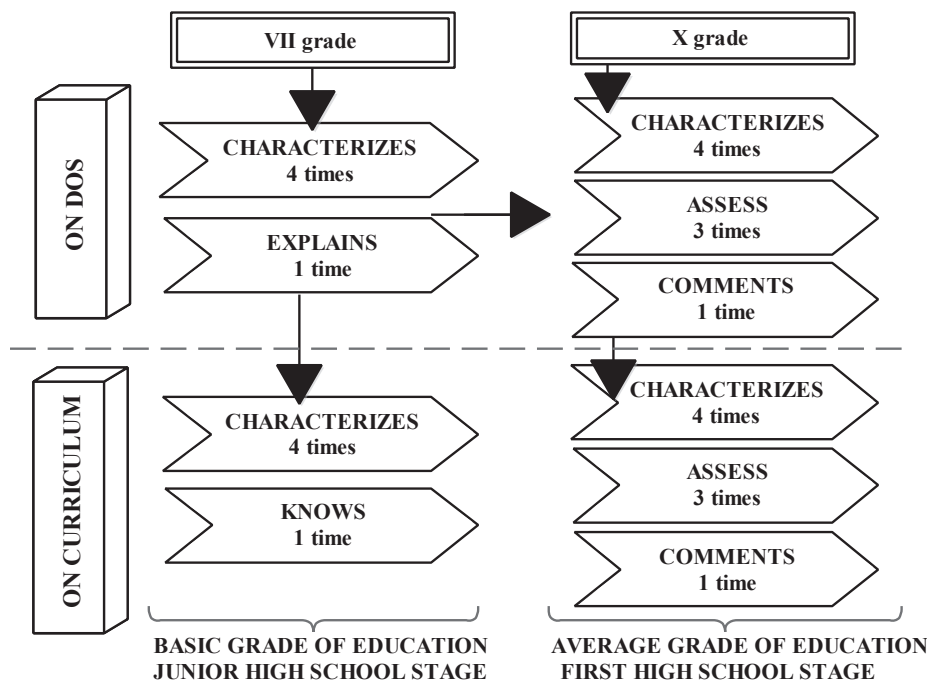 VII grade
X grade
ON DOS
CHARACTERIZES
4 times
EXPLAINS
1 time
CHARACTERIZES
4 times
ASSESS
3 times
COMMENTS
1 time
ON CURRICULUM
CHARACTERIZES
4 times
KNOWS
1 time
CHARACTERIZES
4 times
ASSESS
3 times
COMMENTS
1 time
BASIC GRADE OF EDUCATION
JUNIOR HIGH SCHOOL STAGE
AVERAGE GRADE OF EDUCATION
FIRST HIGH SCHOOL STAGE